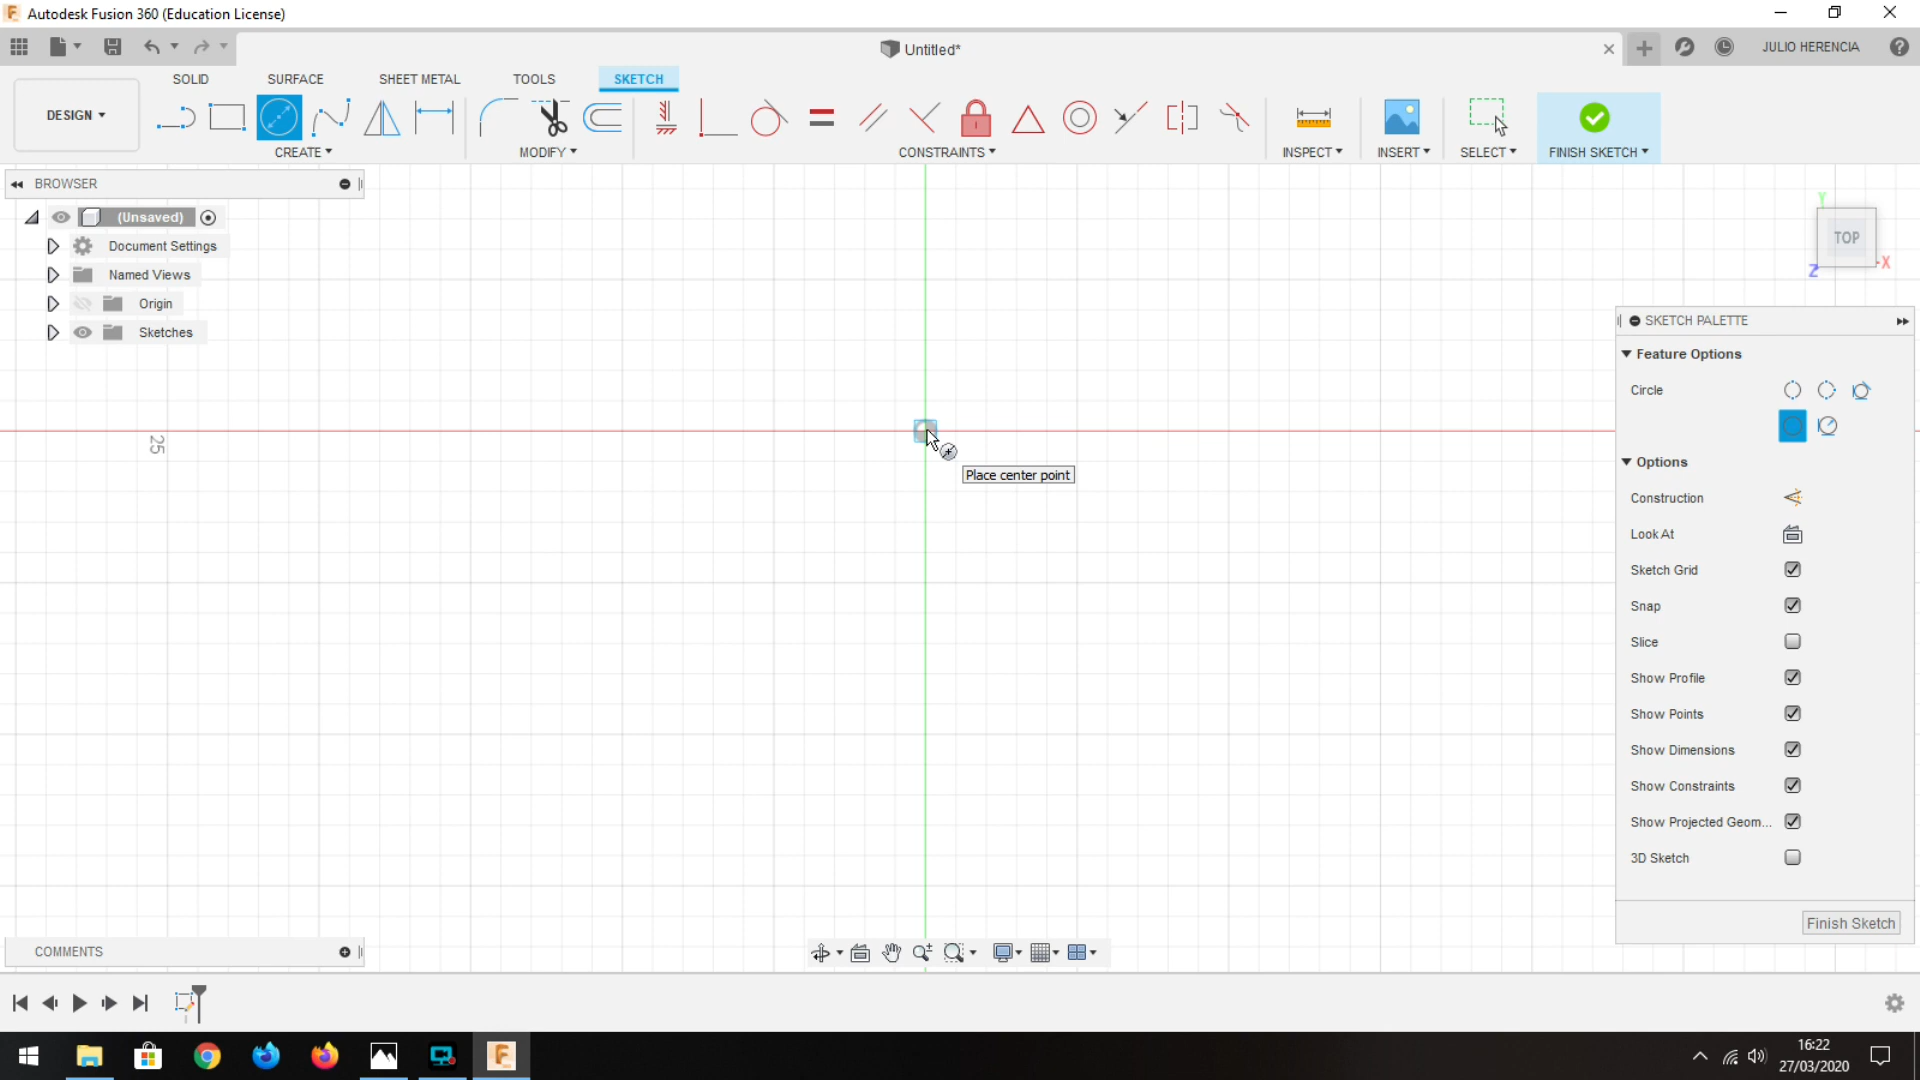 Autodesk Fusion 360 (Education License)
Untitled*
JULIO HERENCIA
SOLID
SURFACE
SHEET METAL
TOOLS
SKETCH
DESIGN
CREATE
MODIFY
CONSTRAINTS
INSPECT
INSERT
SELECT
FINISH SKETCH
BROWSER
(Unsaved)
Document Settings
Named Views
Origin
Sketches
Y
TOP
X
Z
25
Place center point
SKETCH PALETTE
Feature Options
Circle
Options
Construction
Look At
Sketch Grid
Snap
Slice
Show Profile
Show Points
Show Dimensions
Show Constraints
Show Projected Geom...
3D Sketch
Finish Sketch
COMMENTS
16:22
27/03/2020